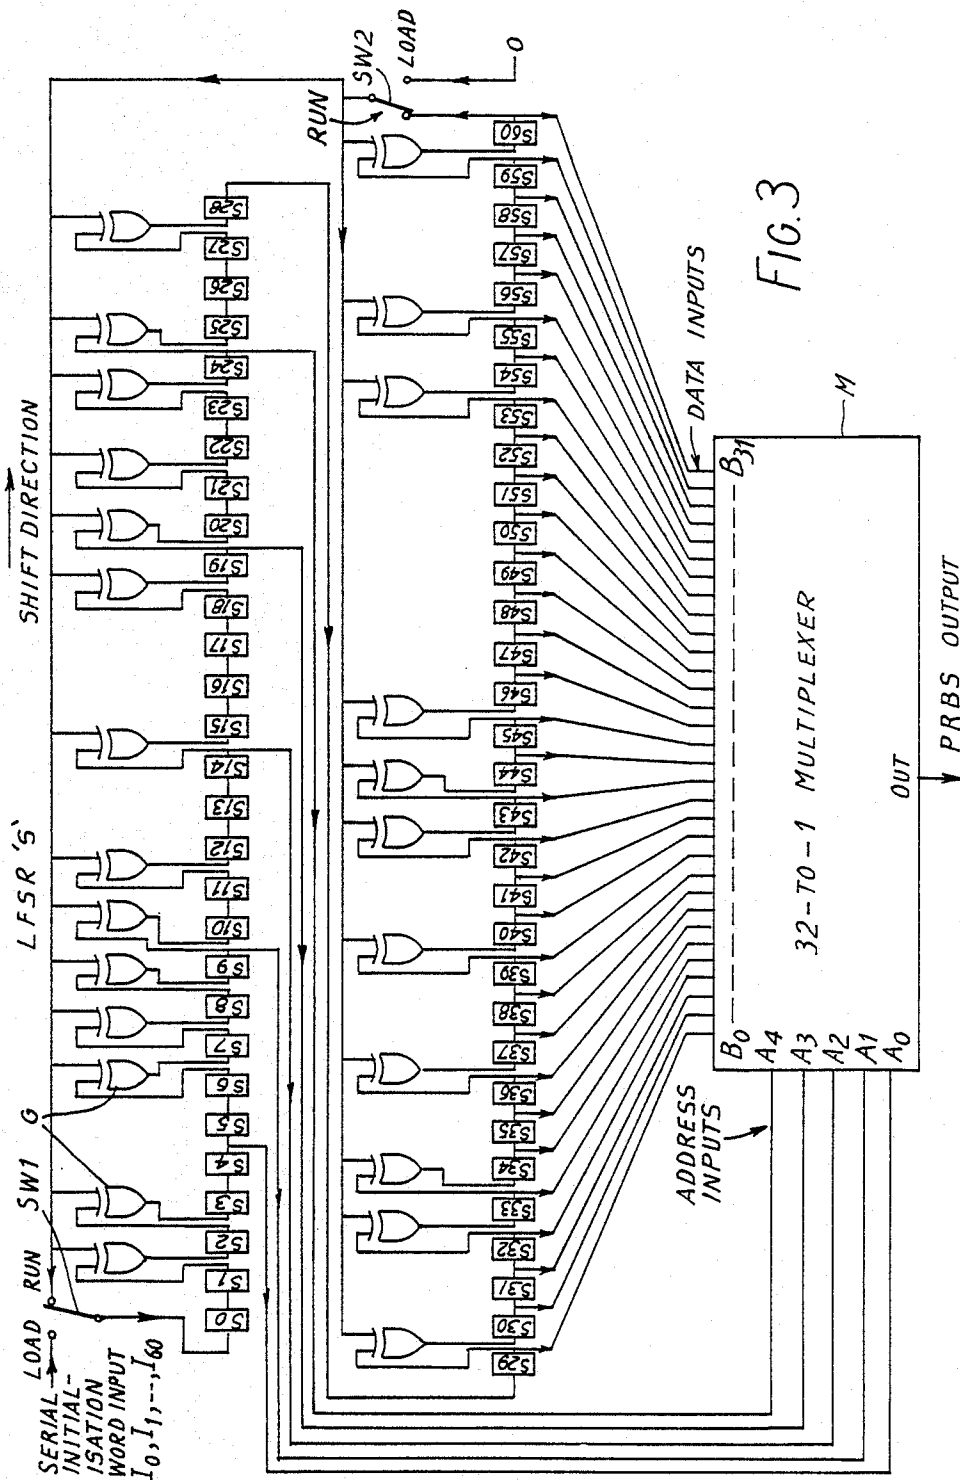 SERIAL
INITIAL-
ISATION
WORD INPUT
I0, I1, --, I60
LOAD
RUN
SW1
G
LFSR 'S'
SHIFT DIRECTION
S0
S1
S2
S3
S4
S5
S6
S7
S8
S9
S10
S11
S12
S13
S14
S15
S16
S17
S18
S19
S20
S21
S22
S23
S24
S25
S26
S27
S28
RUN
SW2
LOAD
O
S29
S30
S31
S32
S33
S34
S35
S36
S37
S38
S39
S40
S41
S42
S43
S44
S45
S46
S47
S48
S49
S50
S51
S52
S53
S54
S55
S56
S57
S58
S59
S60
ADDRESS
INPUTS
DATA INPUTS
B0 – – – – B31
A4
A3
A2
A1
A0
32-TO-1 MULTIPLEXER
M
OUT
PRBS OUTPUT
FIG.3